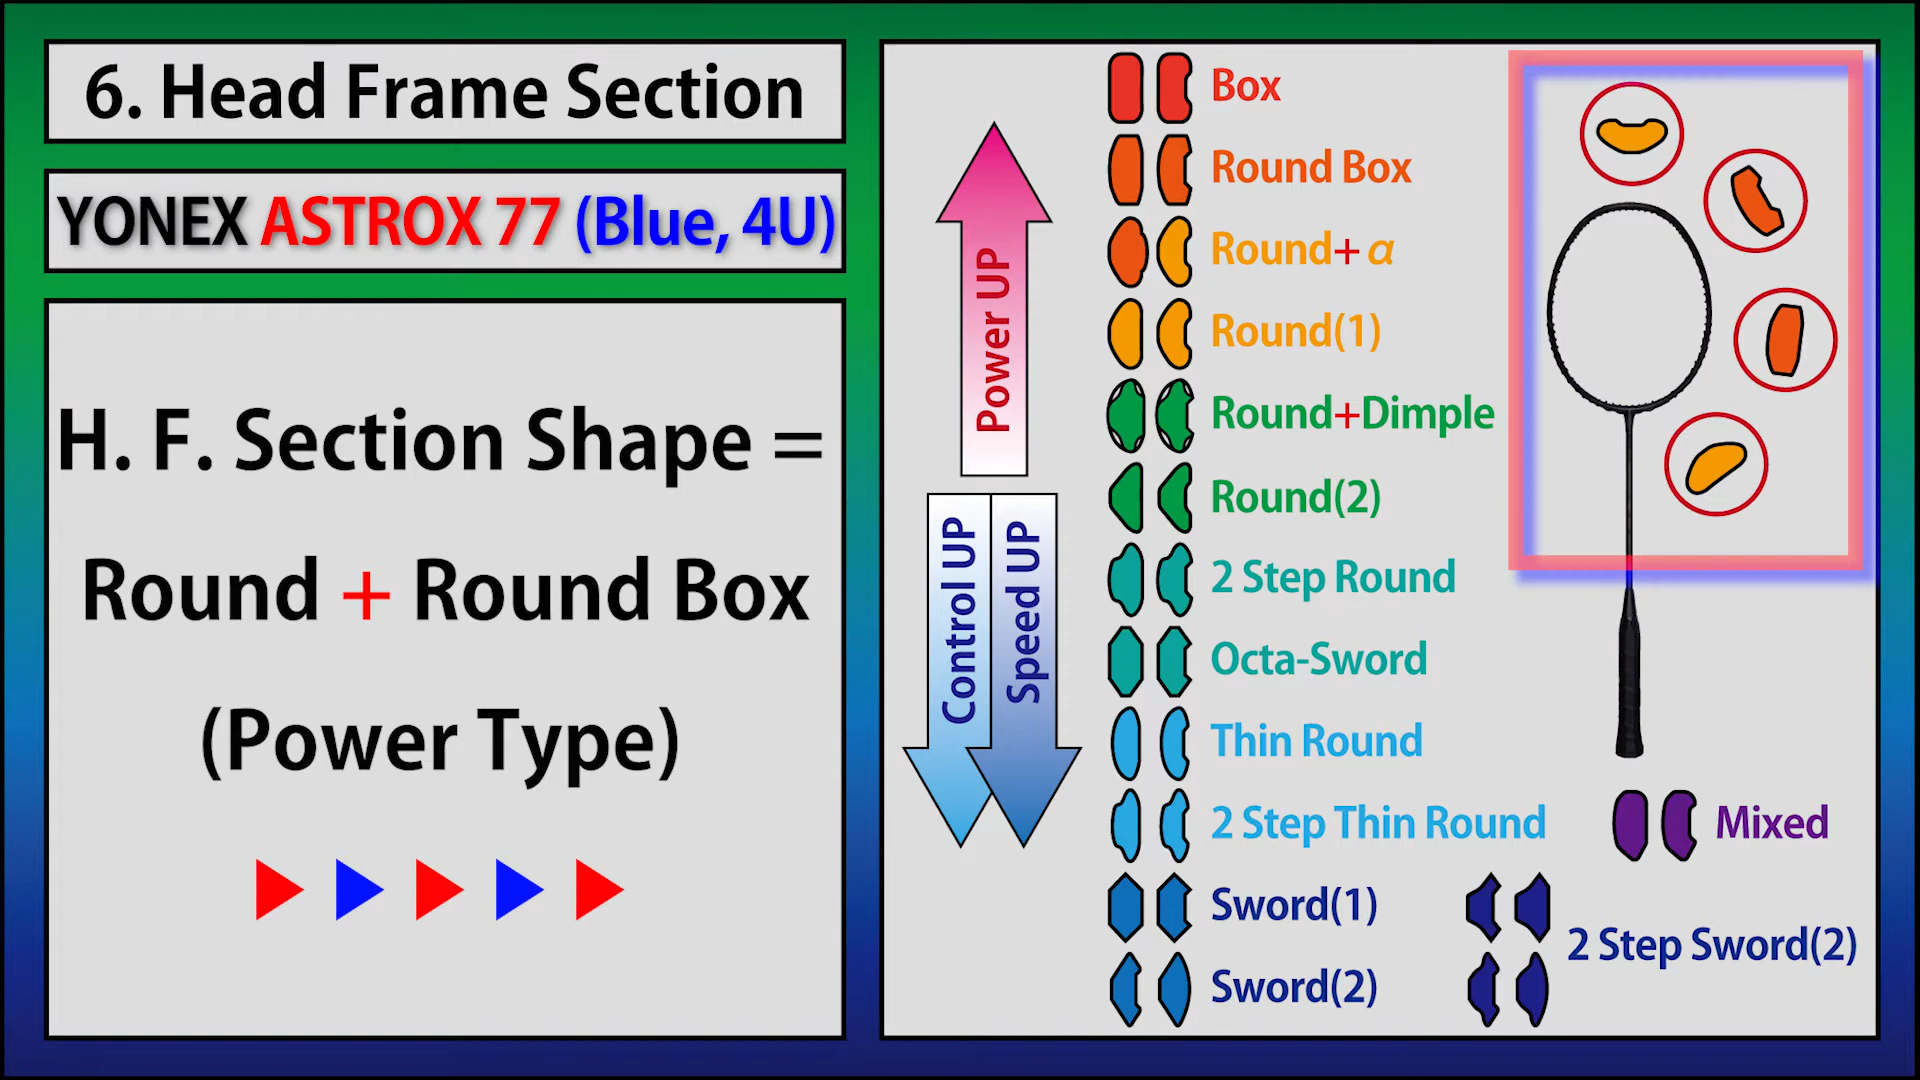 6. Head Frame Section
YONEX ASTROX 77 (Blue, 4U)
H. F. Section Shape =
Round + Round Box
(Power Type)
Power UP
Control UP
Speed UP
Box
Round Box
Round+ α
Round(1)
Round+Dimple
Round(2)
2 Step Round
Octa-Sword
Thin Round
2 Step Thin Round
Mixed
Sword(1)
2 Step Sword(2)
Sword(2)